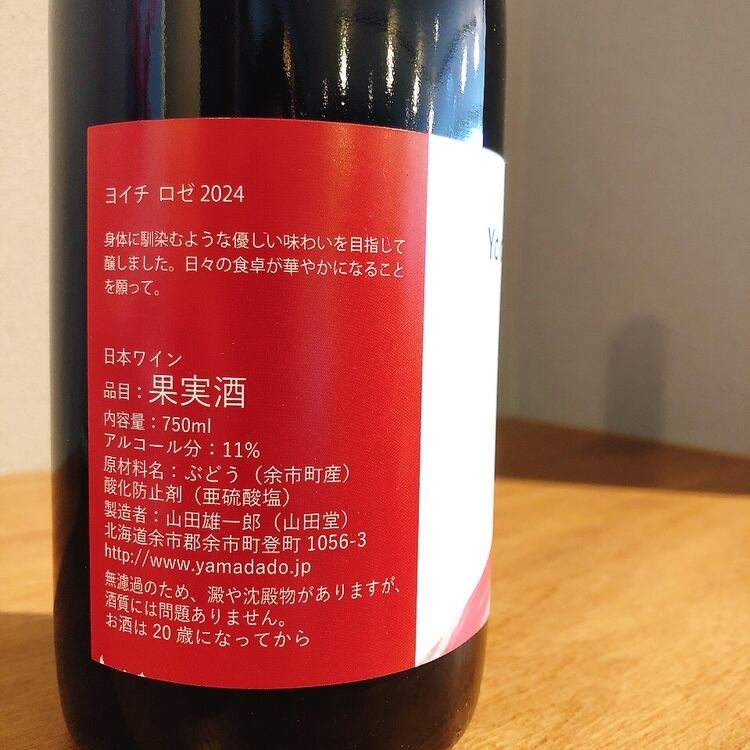 ヨイチ ロゼ 2024
身体に馴染むような優しい味わいを目指して
醸しました。日々の食卓が華やかになること
を願って。
日本ワイン
品目：果実酒
内容量：750ml
アルコール分：11%
原材料名：ぶどう（余市町産）
酸化防止剤（亜硫酸塩）
製造者：山田雄一郎（山田堂）
北海道余市郡余市町登町 1056-3
http://www.yamadado.jp
無濾過のため、澱や沈殿物がありますが、
酒質には問題ありません。
お酒は 20 歳になってから
Yo